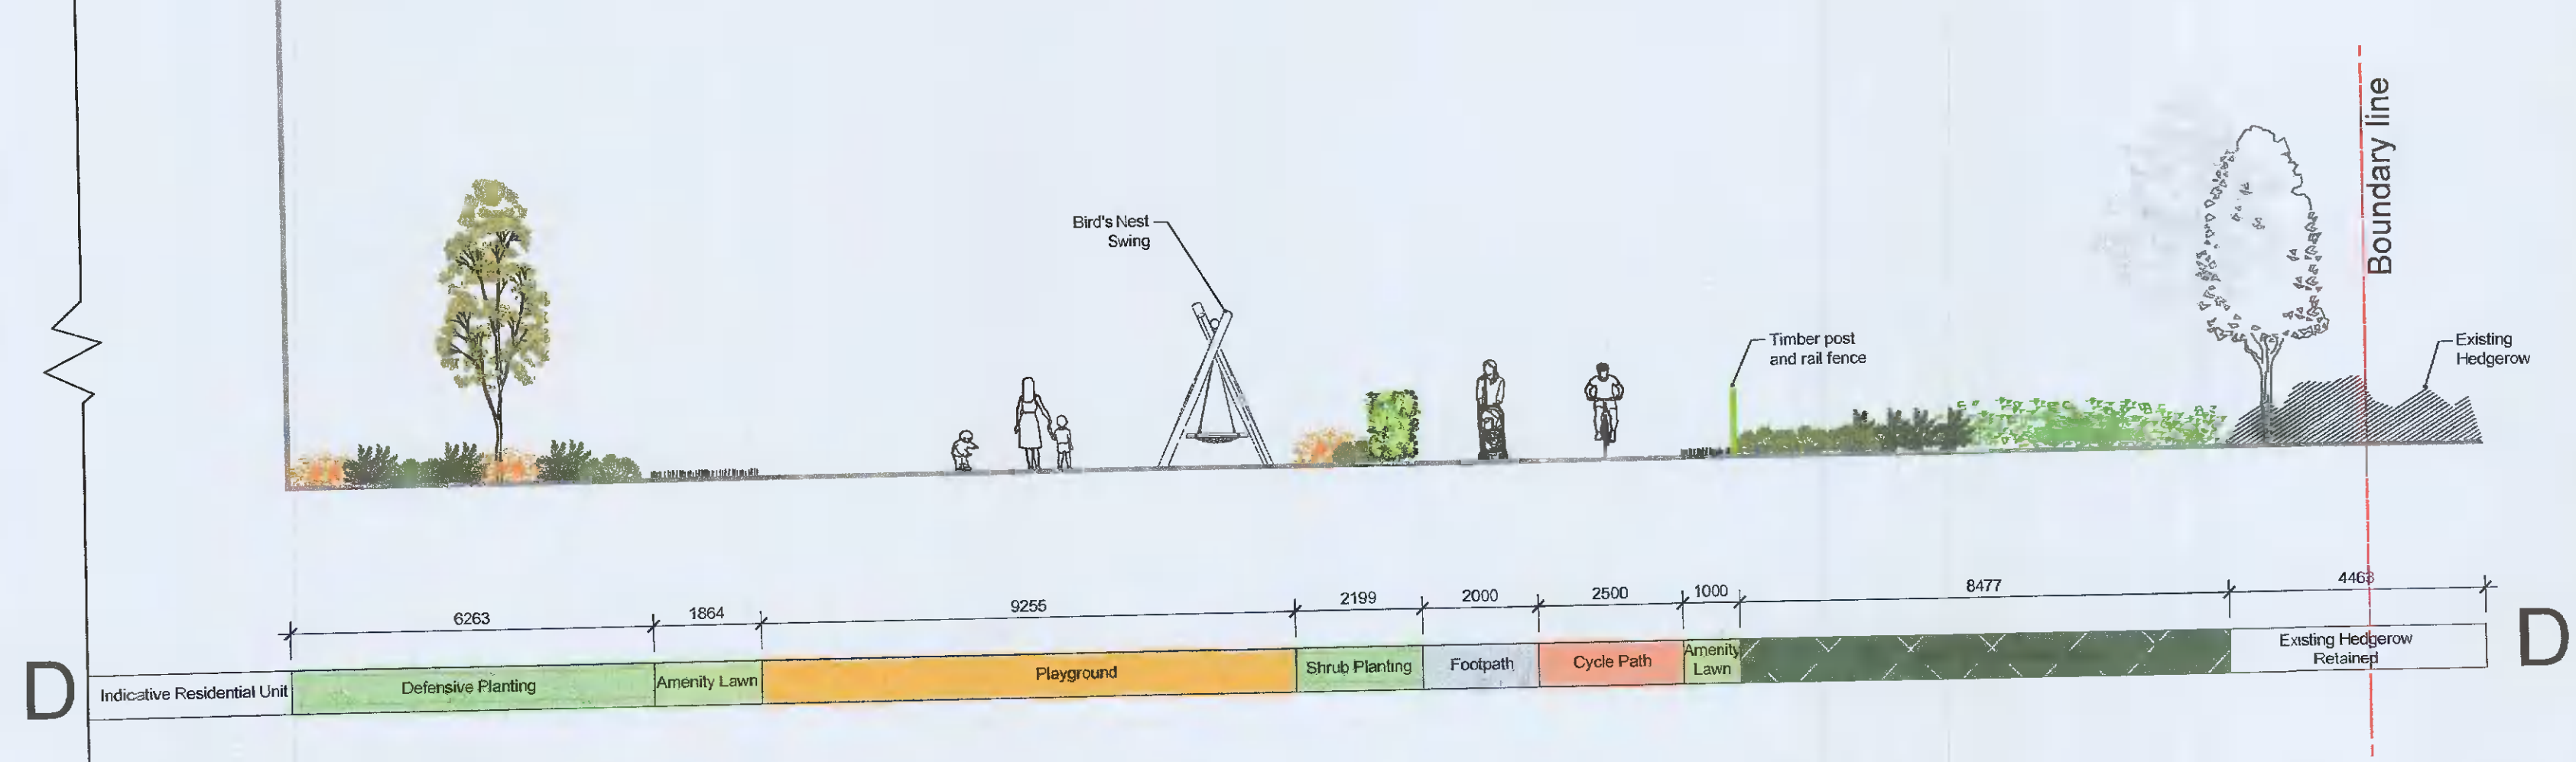 Boundary line
Bird's Nest
Swing
Timber post
and rail fence
Existing
Hedgerow
6263
1864
9255
2199
2000
2500
1000
8477
4463
D
Indicative Residential Unit
Defensive Planting
Amenity Lawn
Playground
Shrub Planting
Footpath
Cycle Path
Amenity
Lawn
Existing Hedgerow
Retained
D